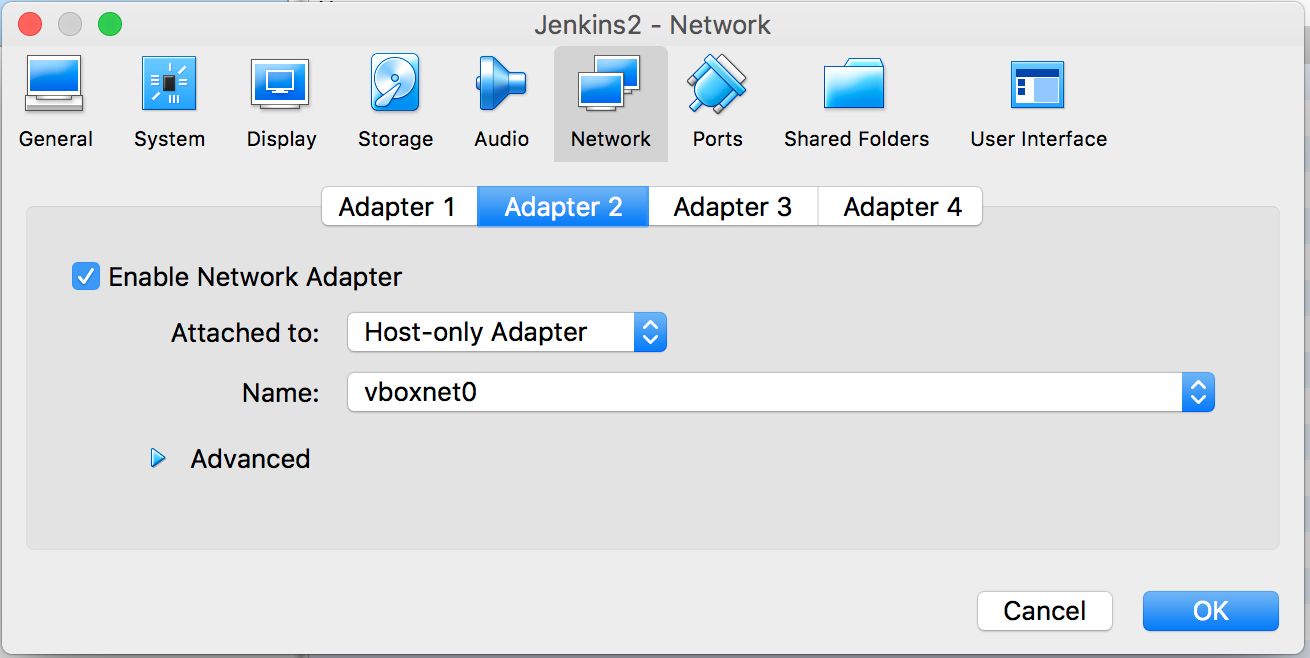 Jenkins2 - Network
General System Display Storage Audio Network Ports Shared Folders User Interface
Adapter 1 Adapter 2 Adapter 3 Adapter 4
Enable Network Adapter
Attached to: Host-only Adapter
Name: vboxnet0
Advanced
Cancel OK